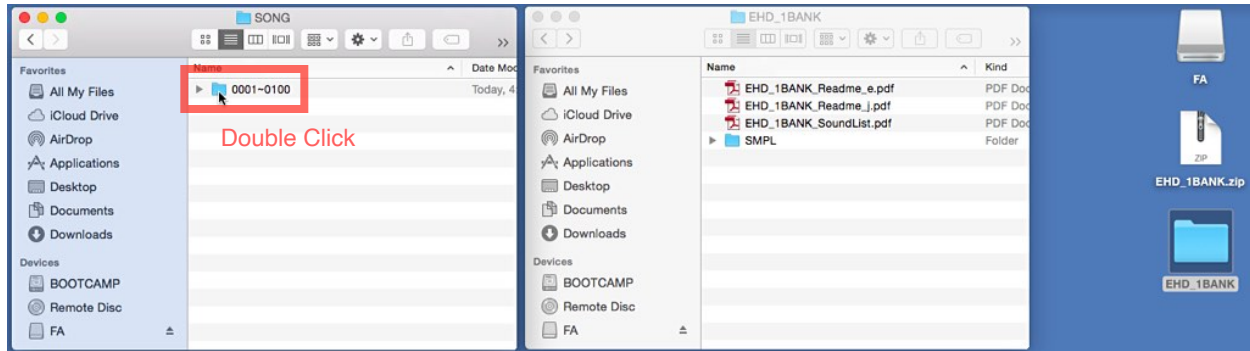 SONG
Favorites
All My Files
iCloud Drive
AirDrop
Applications
Desktop
Documents
Downloads
Devices
BOOTCAMP
Remote Disc
FA
Name
Date Mod
0001~0100
Today, 4:
Double Click
EHD_1BANK
Favorites
All My Files
iCloud Drive
AirDrop
Applications
Desktop
Documents
Downloads
Devices
BOOTCAMP
Remote Disc
FA
Name
Kind
EHD_1BANK_Readme_e.pdf
PDF Doc
EHD_1BANK_Readme_j.pdf
PDF Doc
EHD_1BANK_SoundList.pdf
PDF Doc
SMPL
Folder
FA
ZIP
EHD_1BANK.zip
EHD_1BANK